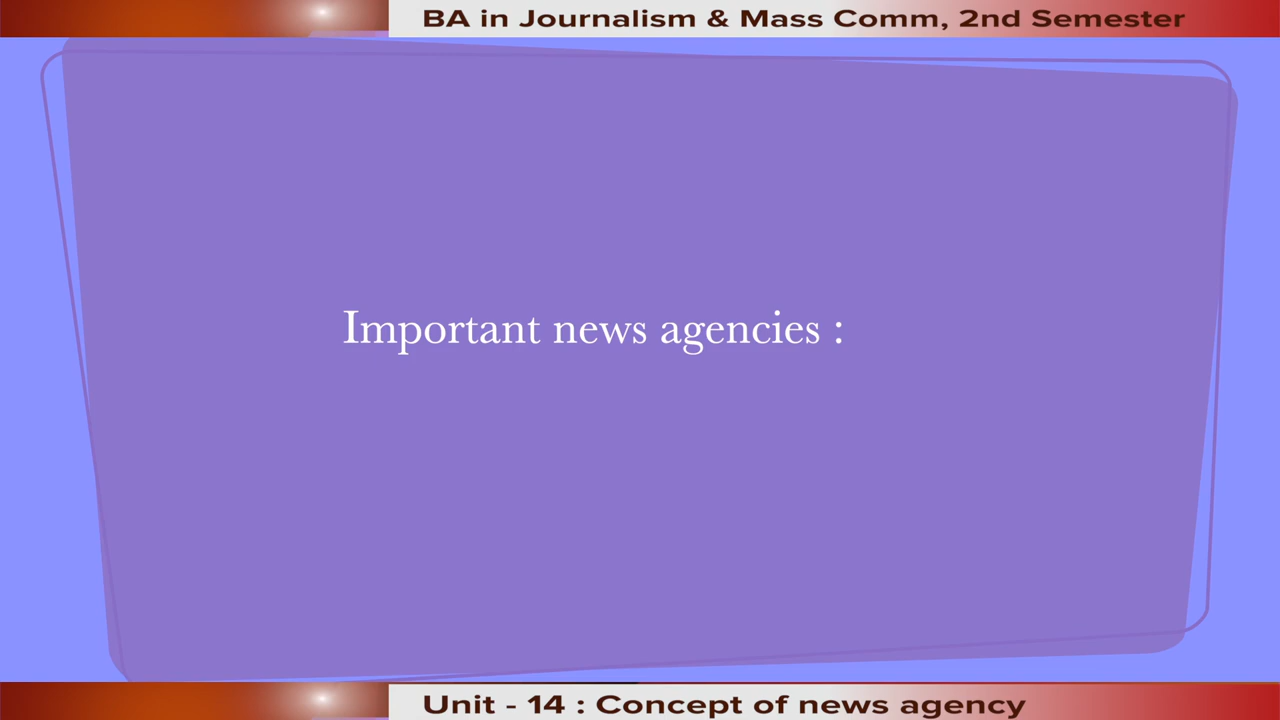 BA in Journalism & Mass Comm, 2nd Semester
Important news agencies :
Unit - 14 : Concept of news agency